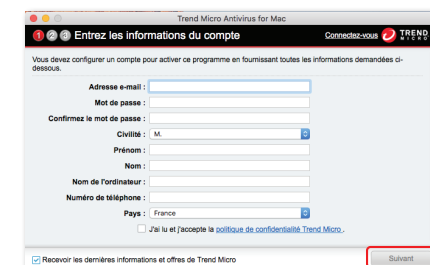 Trend Micro Antivirus for Mac
1 2 3 Entrez les informations du compte
Connectez-vous
TREND MICRO
Vous devez configurer un compte pour activer ce programme en fournissant toutes les informations demandées ci-
dessous.
Adresse e-mail :
Mot de passe :
Confirmez le mot de passe :
Civilité : M.
Prénom :
Nom :
Nom de l'ordinateur :
Numéro de téléphone :
Pays : France
J'ai lu et j'accepte la politique de confidentialité Trend Micro .
Recevoir les dernières informations et offres de Trend Micro
Suivant